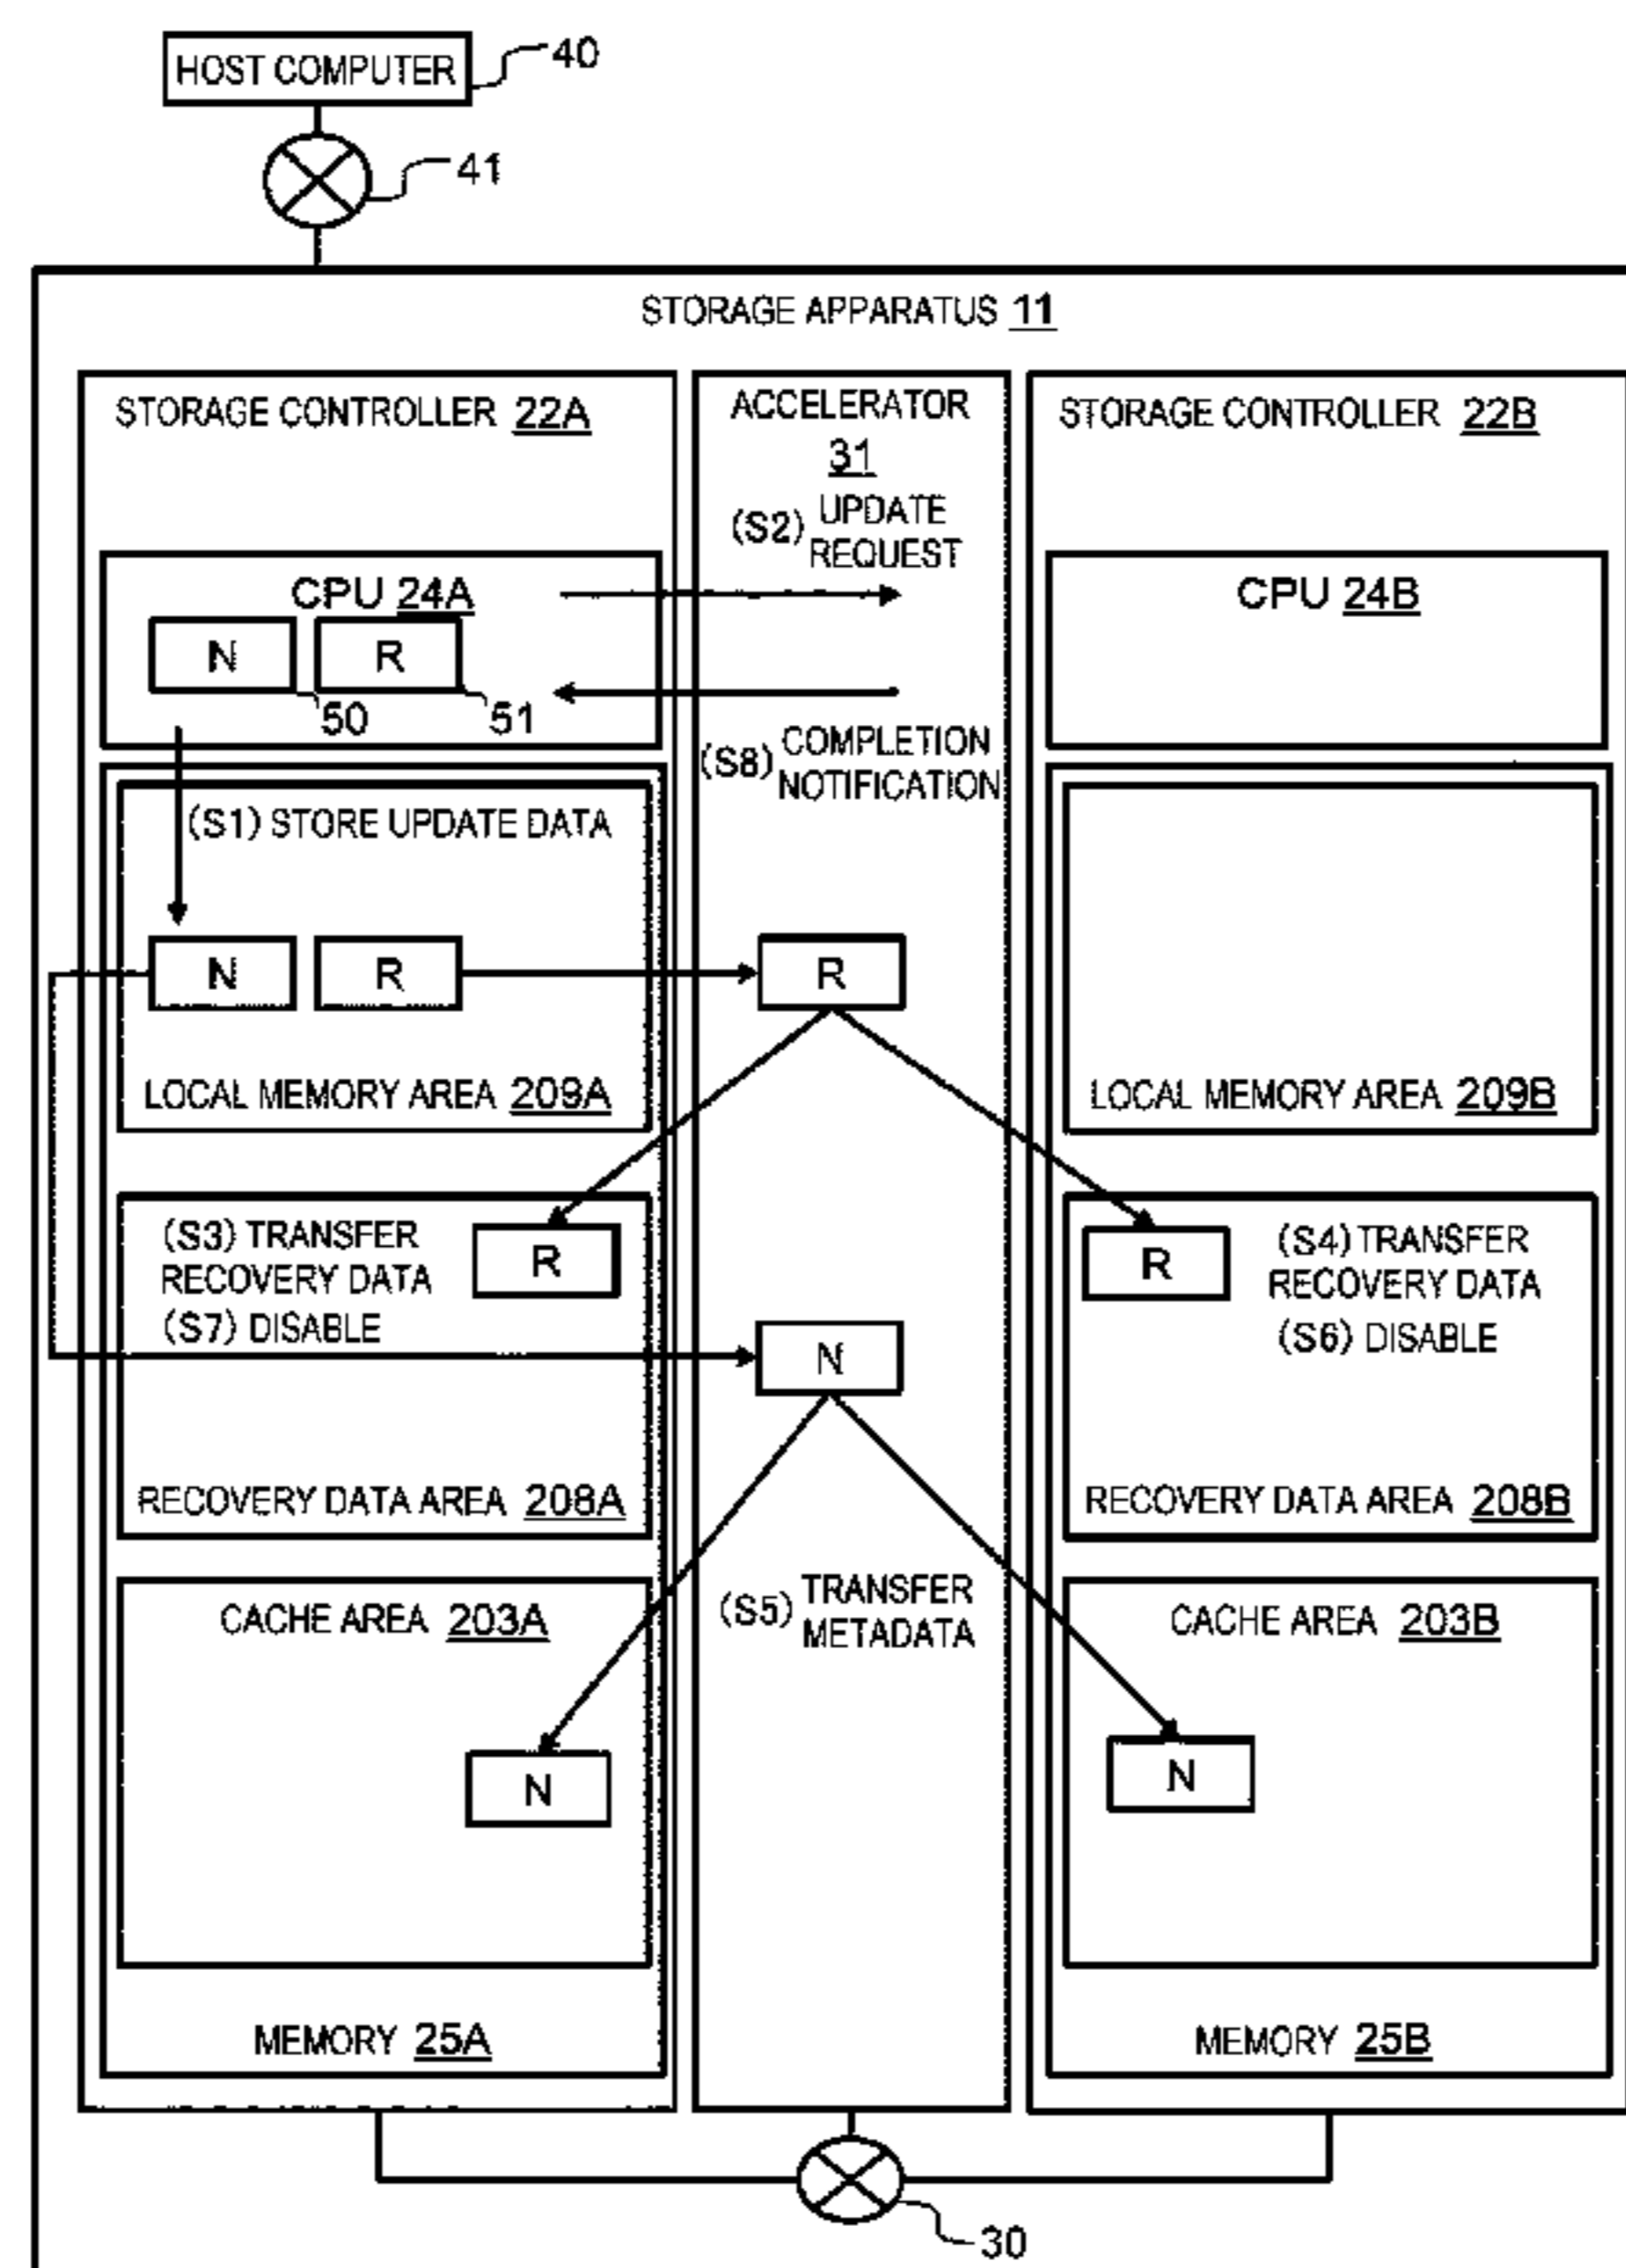 HOST COMPUTER
40
41
STORAGE APPARATUS 11
STORAGE CONTROLLER 22A
ACCELERATOR
31
STORAGE CONTROLLER 22B
(S2) UPDATE
REQUEST
CPU 24A
N
R
50
51
CPU 24B
(S8) COMPLETION
NOTIFICATION
(S1) STORE UPDATE DATA
N
R
R
LOCAL MEMORY AREA 209A
LOCAL MEMORY AREA 209B
(S3) TRANSFER
RECOVERY DATA
(S7) DISABLE
R
R
(S4) TRANSFER
RECOVERY DATA
(S6) DISABLE
N
RECOVERY DATA AREA 208A
RECOVERY DATA AREA 208B
(S5) TRANSFER
METADATA
CACHE AREA 203A
CACHE AREA 203B
N
N
MEMORY 25A
MEMORY 25B
30